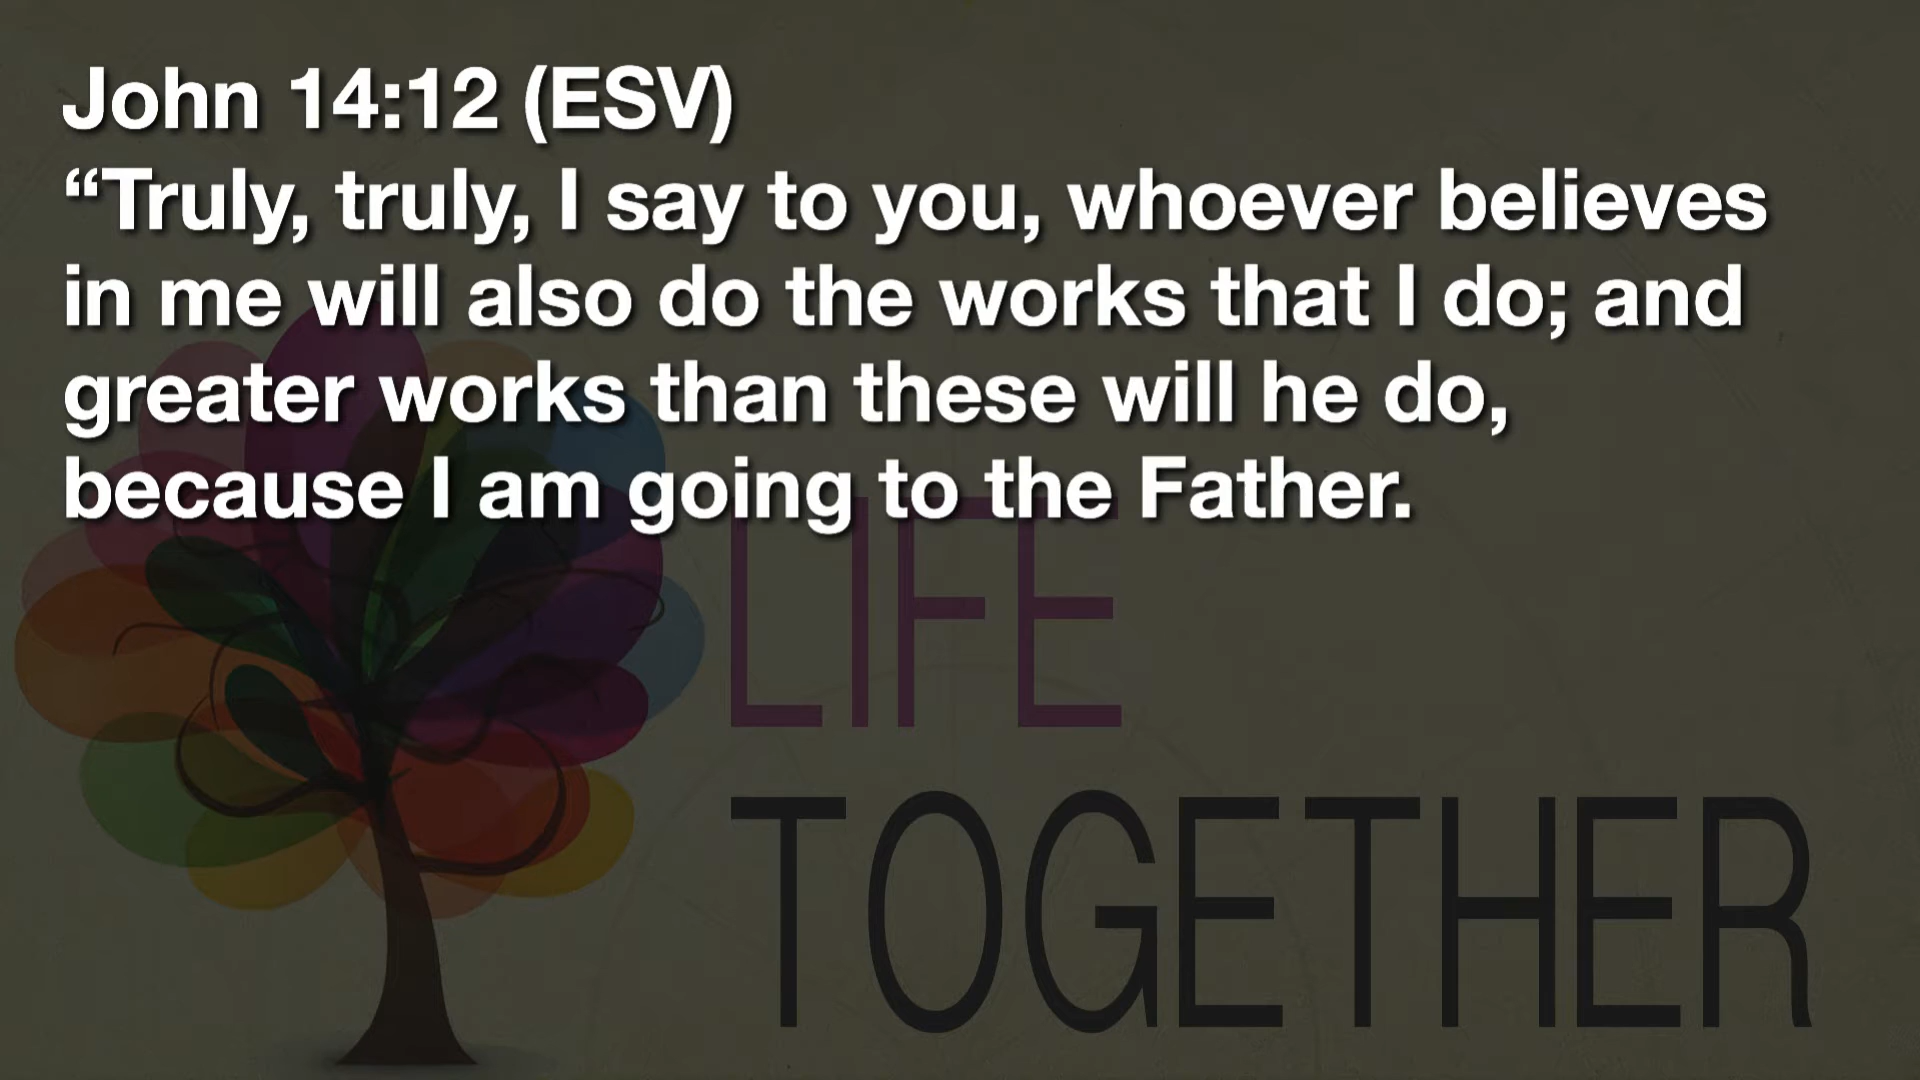 John 14:12 (ESV)
“Truly, truly, I say to you, whoever believes
in me will also do the works that I do; and
greater works than these will he do,
because I am going to the Father.
LIFE
TOGETHER